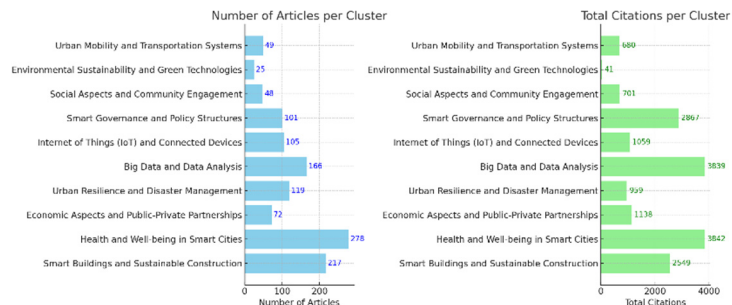 Number of Articles per Cluster
Urban Mobility and Transportation Systems 49
Environmental Sustainability and Green Technologies 25
Social Aspects and Community Engagement 48
Smart Governance and Policy Structures 101
Internet of Things (IoT) and Connected Devices 105
Big Data and Data Analysis 166
Urban Resilience and Disaster Management 119
Economic Aspects and Public-Private Partnerships 72
Health and Well-being in Smart Cities 278
Smart Buildings and Sustainable Construction 217
0 100 200
Number of Articles
Total Citations per Cluster
Urban Mobility and Transportation Systems 680
Environmental Sustainability and Green Technologies 41
Social Aspects and Community Engagement 701
Smart Governance and Policy Structures 2867
Internet of Things (IoT) and Connected Devices 1059
Big Data and Data Analysis 3839
Urban Resilience and Disaster Management 959
Economic Aspects and Public-Private Partnerships 1138
Health and Well-being in Smart Cities 3842
Smart Buildings and Sustainable Construction 2549
0 2000 4000
Total Citations